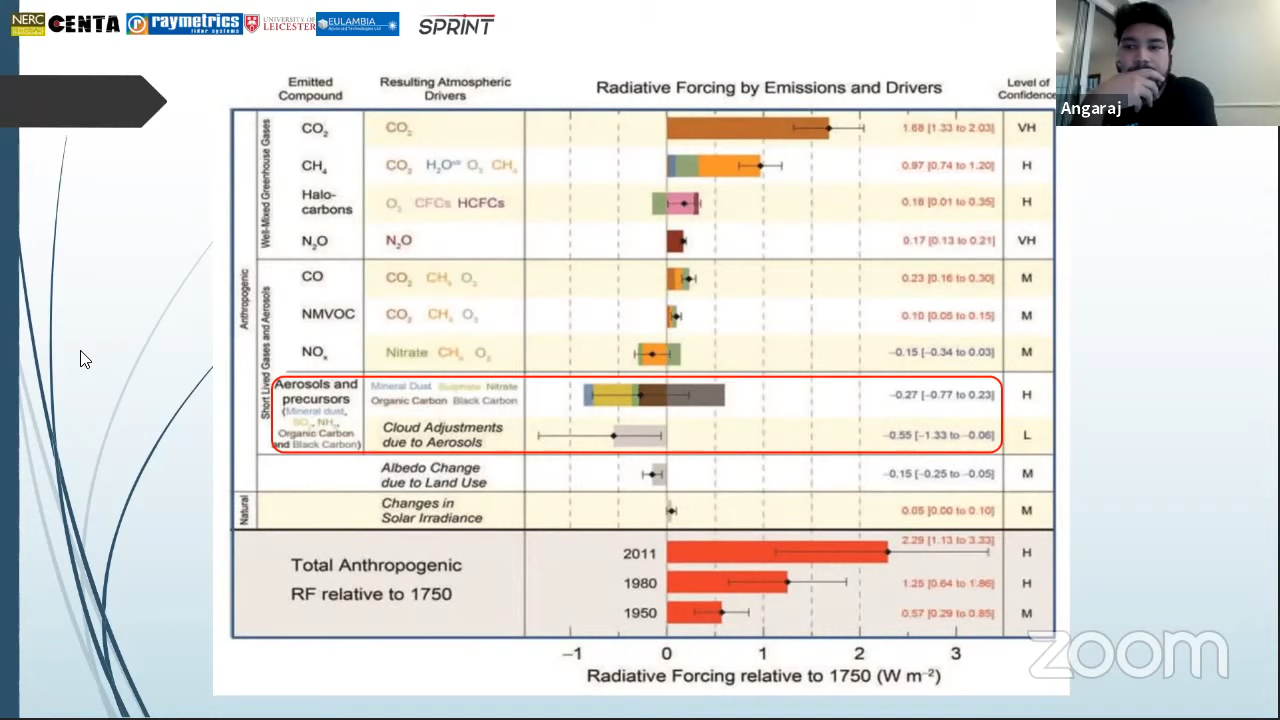 NERC
CENTA
raymetrics
lidar systems
UNIVERSITY OF
LEICESTER
EULAMBIA
Advanced Technologies Ltd
SPRINT
Angaraj
Emitted
Compound
Resulting Atmospheric
Drivers
Radiative Forcing by Emissions and Drivers
Level of
Confidence
Anthropogenic
Well-Mixed Greenhouse Gases
CO₂
CO₂
1.68 [1.33 to 2.03]
VH
CH₄
CO₂ H₂Oˢᵗʳ O₃ CH₄
0.97 [0.74 to 1.20]
H
Halo-
carbons
O₃ CFCs HCFCs
0.18 [0.01 to 0.35]
H
N₂O
N₂O
0.17 [0.13 to 0.21]
VH
Short Lived Gases and Aerosols
CO
CO₂ CH₄ O₃
0.23 [0.16 to 0.30]
M
NMVOC
CO₂ CH₄ O₃
0.10 [0.05 to 0.15]
M
NOₓ
Nitrate CH₄ O₃
−0.15 [−0.34 to 0.03]
M
Aerosols and
precursors
(Mineral dust,
SO₂, NH₃,
Organic Carbon
and Black Carbon)
Mineral Dust Sulphate Nitrate
Organic Carbon Black Carbon
−0.27 [−0.77 to 0.23]
H
Cloud Adjustments
due to Aerosols
−0.55 [−1.33 to −0.06]
L
Albedo Change
due to Land Use
−0.15 [−0.25 to −0.05]
M
Natural
Changes in
Solar Irradiance
0.05 [0.00 to 0.10]
M
Total Anthropogenic
RF relative to 1750
2011
2.29 [1.13 to 3.33]
H
1980
1.25 [0.64 to 1.86]
H
1950
0.57 [0.29 to 0.85]
M
−1 0 1 2 3
Radiative Forcing relative to 1750 (W m⁻²)
zoom